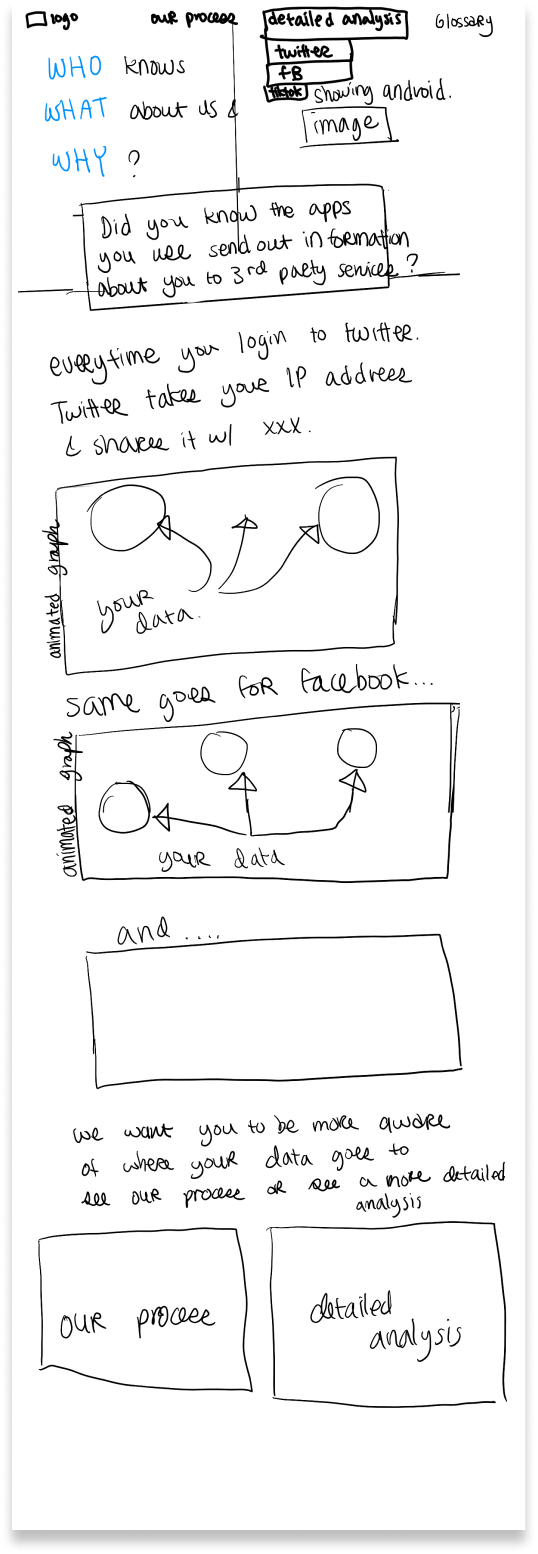 logo
our process
detailed analysis
Glossary
twitter
FB
tiktok
showing android.
image
WHO knows
WHAT about us &
WHY ?
Did you know the apps
you use send out information
about you to 3rd party services?
everytime you login to twitter.
Twitter takes your IP address
& shares it w/ xxx.
animated graph
your
data.
same goes for facebook...
animated graph
your data
and ....
we want you to be more aware
of where your data goes to
see our process or see a more detailed
analysis
our process
detailed
analysis